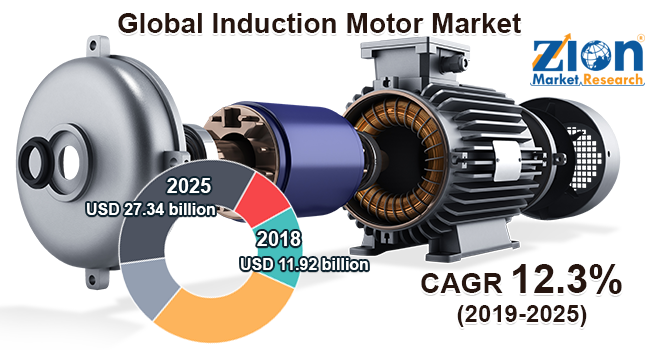 Global Induction Motor Market
ZION
Market.Research
2025
USD 27.34 billion
2018
USD 11.92 billion
CAGR 12.3%
(2019-2025)